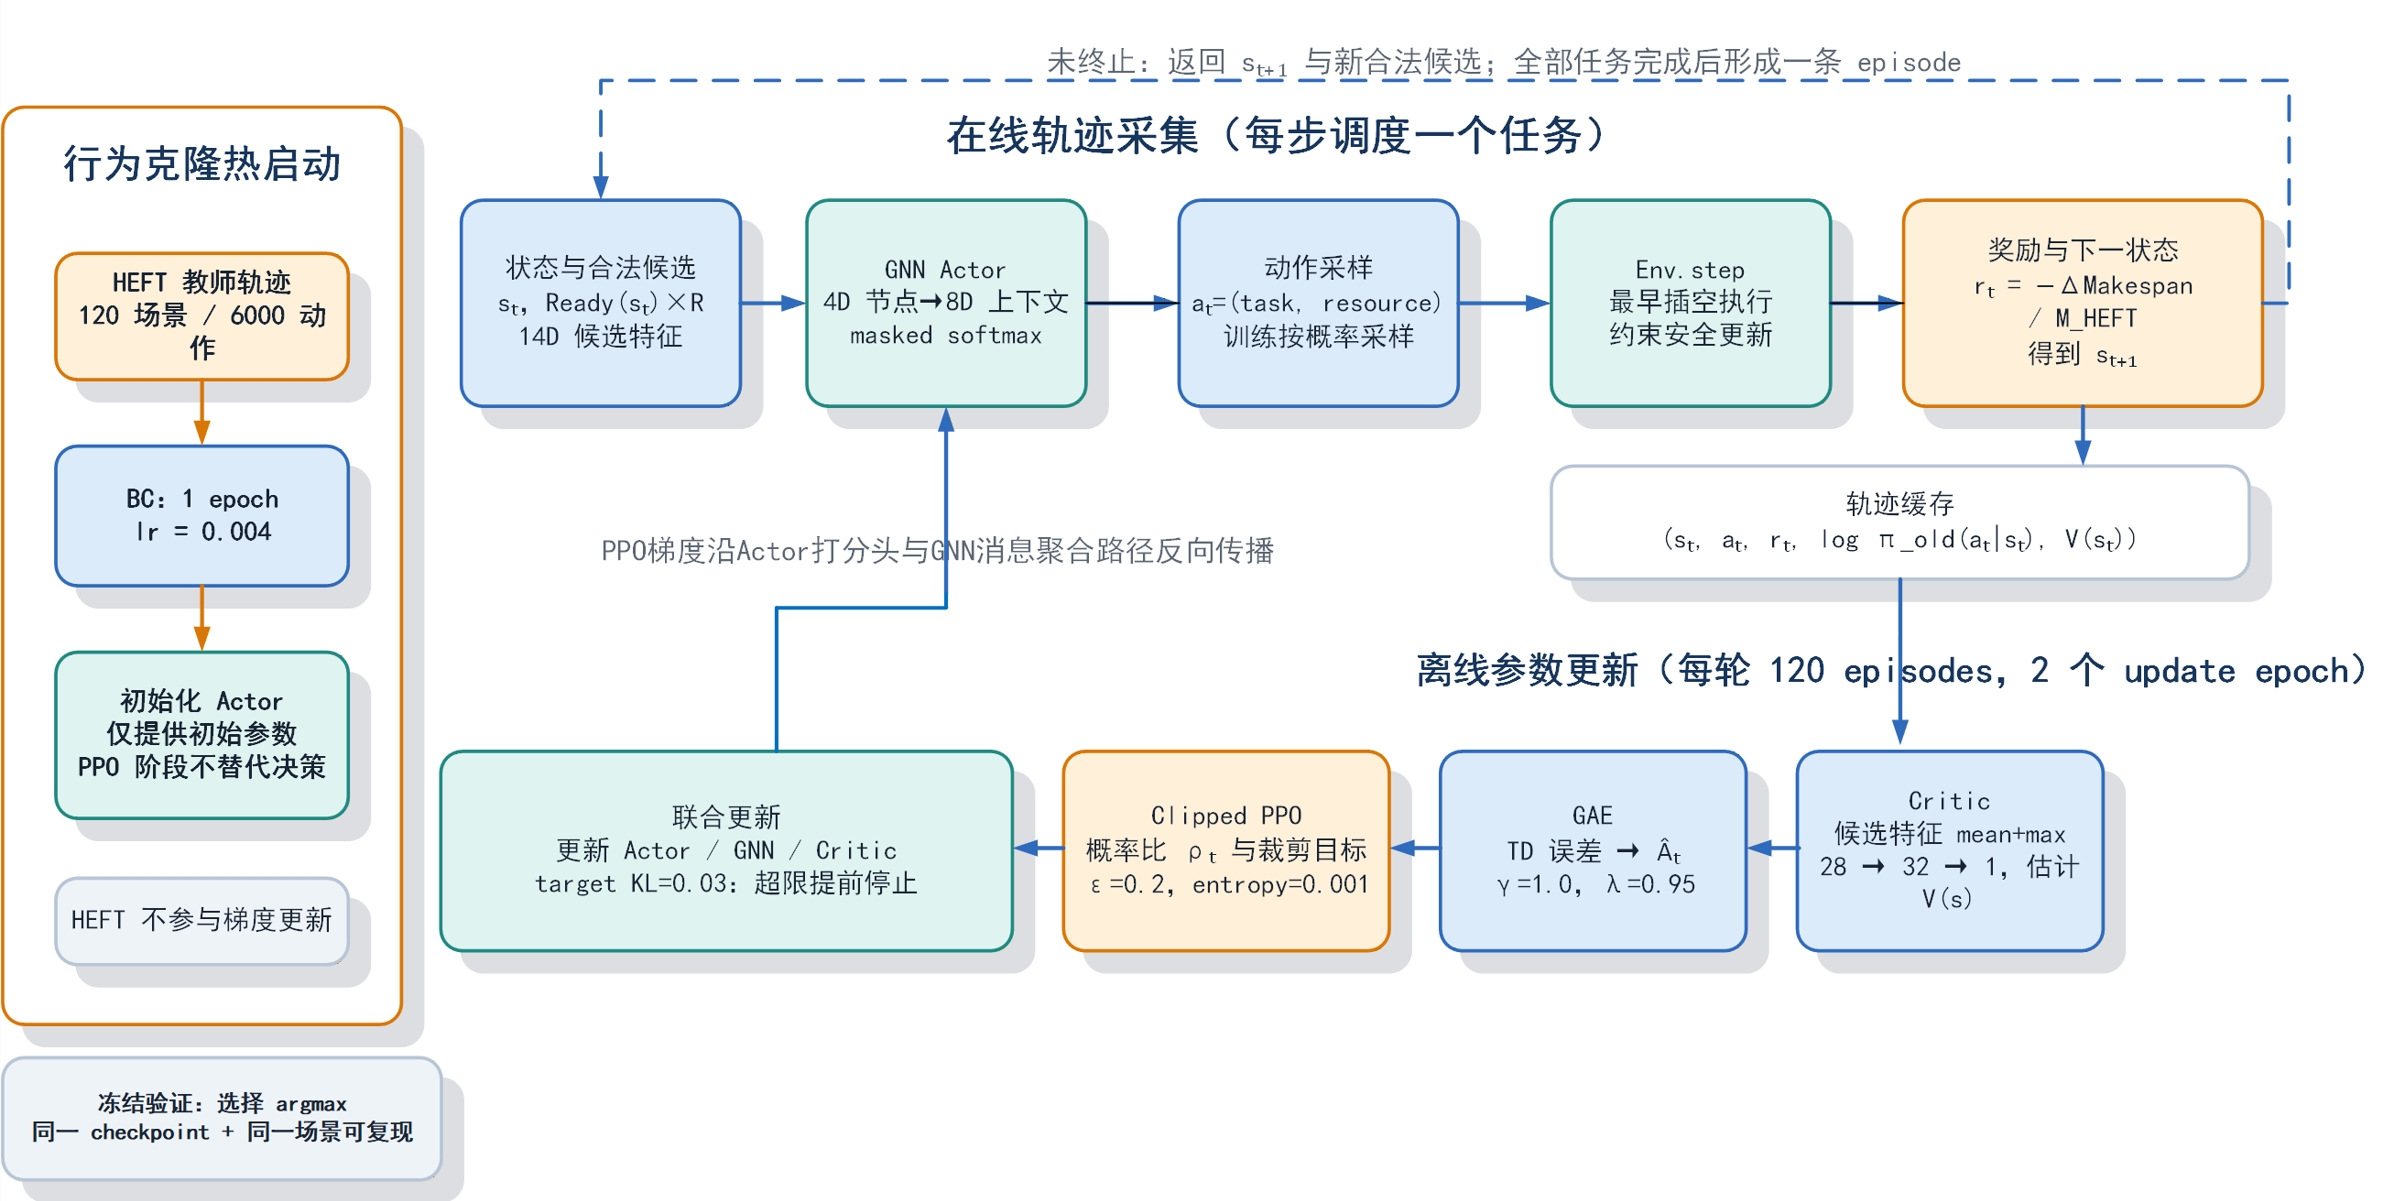 未终止：返回 sₜ₊₁ 与新合法候选；全部任务完成后形成一条 episode
在线轨迹采集（每步调度一个任务）
行为克隆热启动
HEFT 教师轨迹
120 场景 / 6000 动
作
BC：1 epoch
lr = 0.004
初始化 Actor
仅提供初始参数
PPO 阶段不替代决策
HEFT 不参与梯度更新
冻结验证：选择 argmax
同一 checkpoint + 同一场景可复现
状态与合法候选
sₜ，Ready(sₜ)×R
14D 候选特征
GNN Actor
4D 节点→8D 上下文
masked softmax
动作采样
aₜ=(task, resource)
训练按概率采样
Env.step
最早插空执行
约束安全更新
奖励与下一状态
rₜ = －ΔMakespan
/ M_HEFT
得到 sₜ₊₁
轨迹缓存
(sₜ, aₜ, rₜ, log π_old(aₜ|sₜ), V(sₜ))
PPO梯度沿Actor打分头与GNN消息聚合路径反向传播
离线参数更新（每轮 120 episodes，2 个 update epoch）
联合更新
更新 Actor / GNN / Critic
target KL=0.03：超限提前停止
Clipped PPO
概率比 ρₜ 与裁剪目标
ε=0.2, entropy=0.001
GAE
TD 误差 → Âₜ
γ=1.0, λ=0.95
Critic
候选特征 mean+max
28 → 32 → 1，估计
V(s)